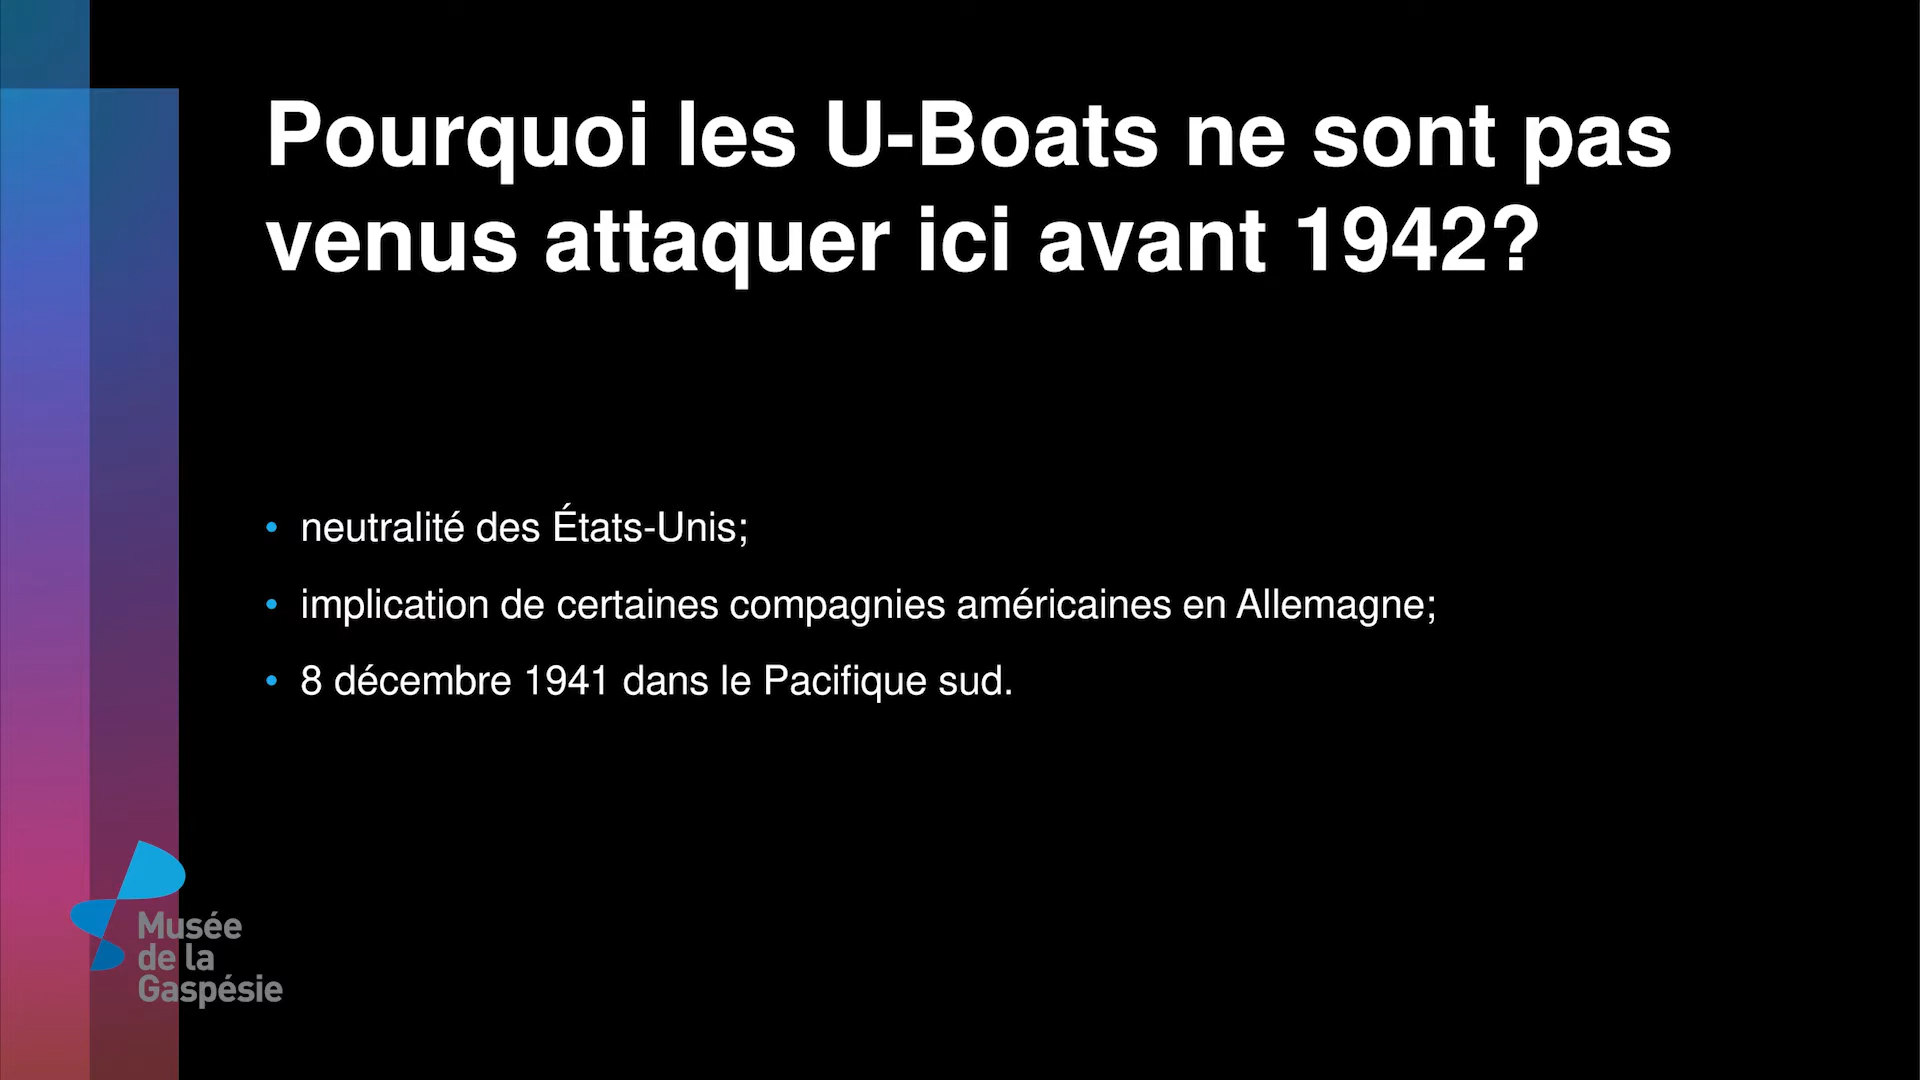 Pourquoi les U-Boats ne sont pas
venus attaquer ici avant 1942?
• neutralité des États-Unis;
• implication de certaines compagnies américaines en Allemagne;
• 8 décembre 1941 dans le Pacifique sud.
Musée
de la
Gaspésie